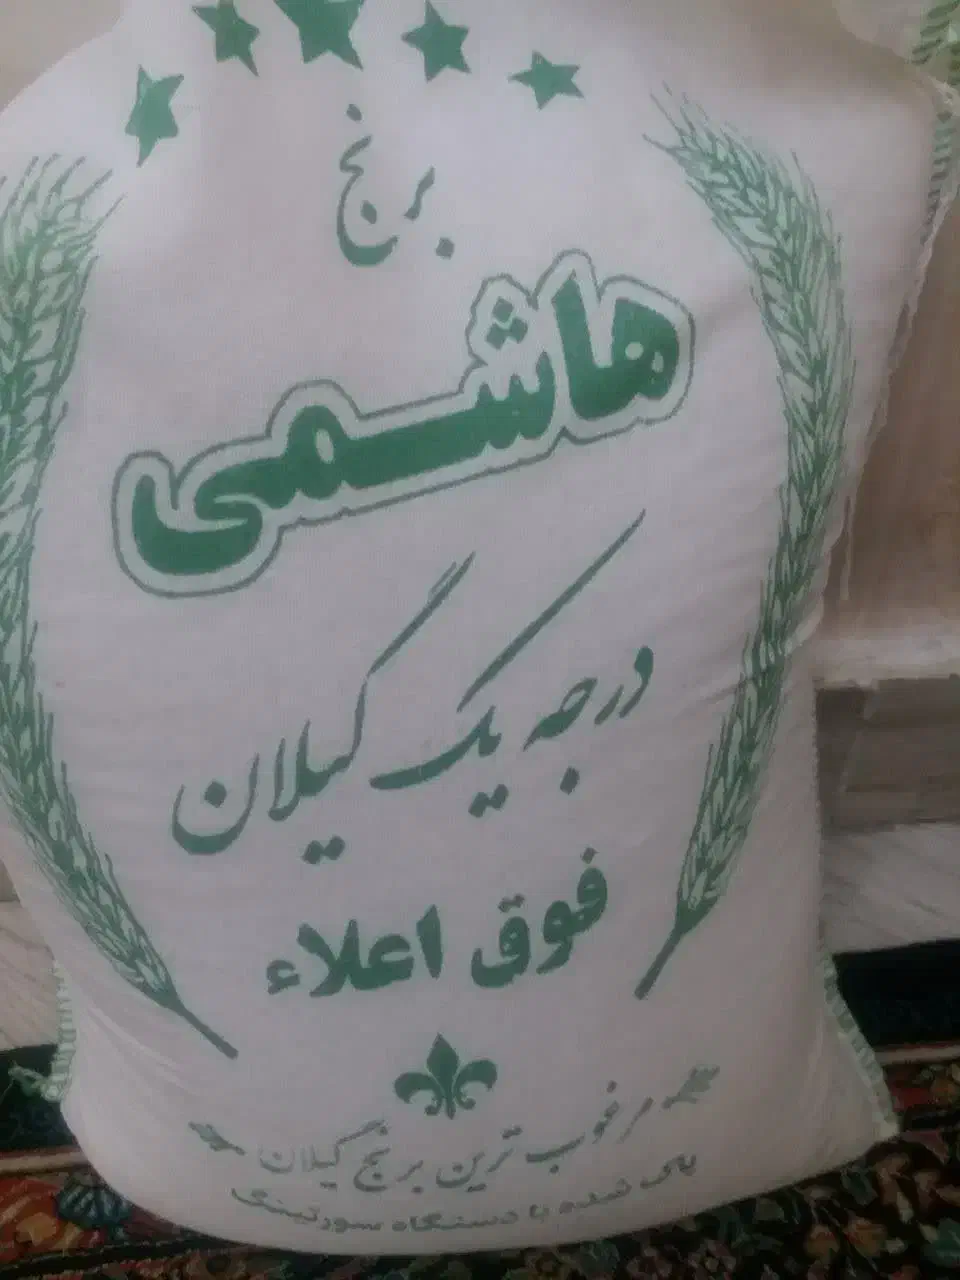 برنج
هاشمی
درجه یک گیلان
فوق اعلاء
مرغوب ترین برنج گیلان
پاک شده با دستگاه سورتینگ